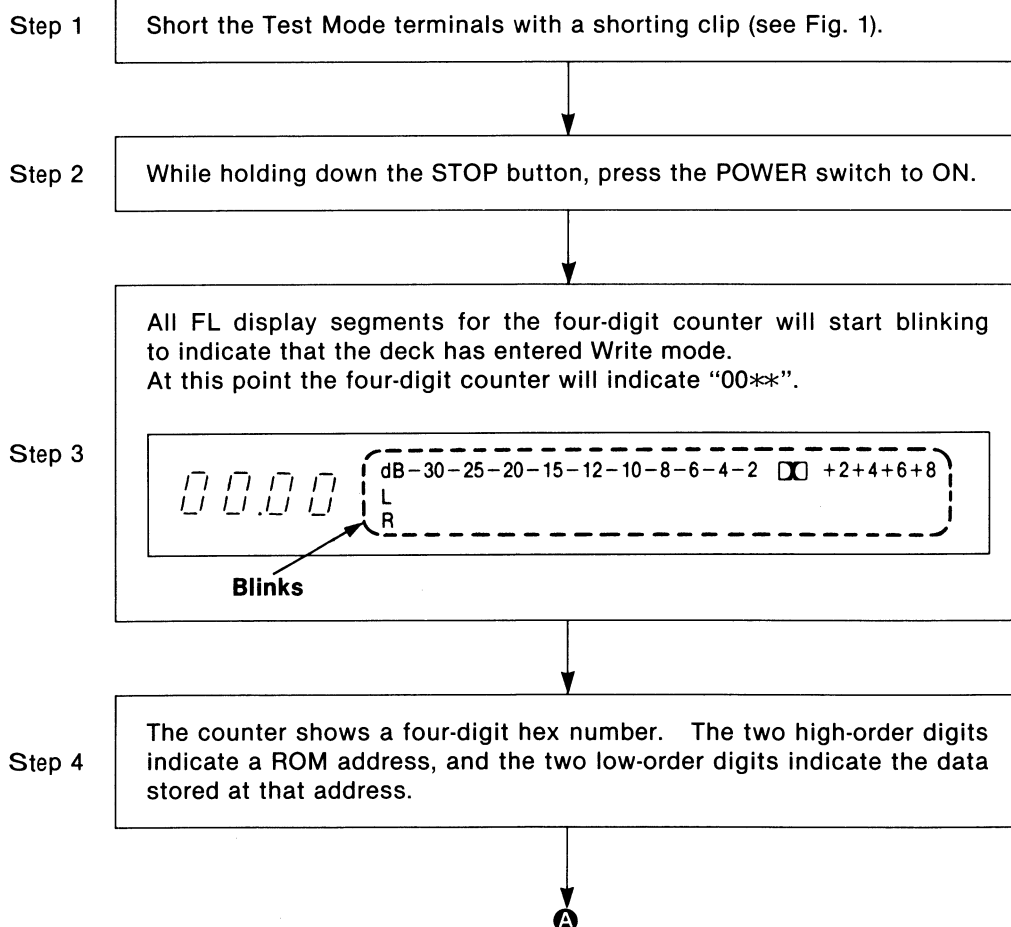 Step 1
Short the Test Mode terminals with a shorting clip (see Fig. 1).
Step 2
While holding down the STOP button, press the POWER switch to ON.
All FL display segments for the four-digit counter will start blinking
to indicate that the deck has entered Write mode.
At this point the four-digit counter will indicate “00**”.
Step 3
00.00
dB-30-25-20-15-12-10-8-6-4-2 +2+4+6+8
L
R
Blinks
Step 4
The counter shows a four-digit hex number. The two high-order digits
indicate a ROM address, and the two low-order digits indicate the data
stored at that address.
A